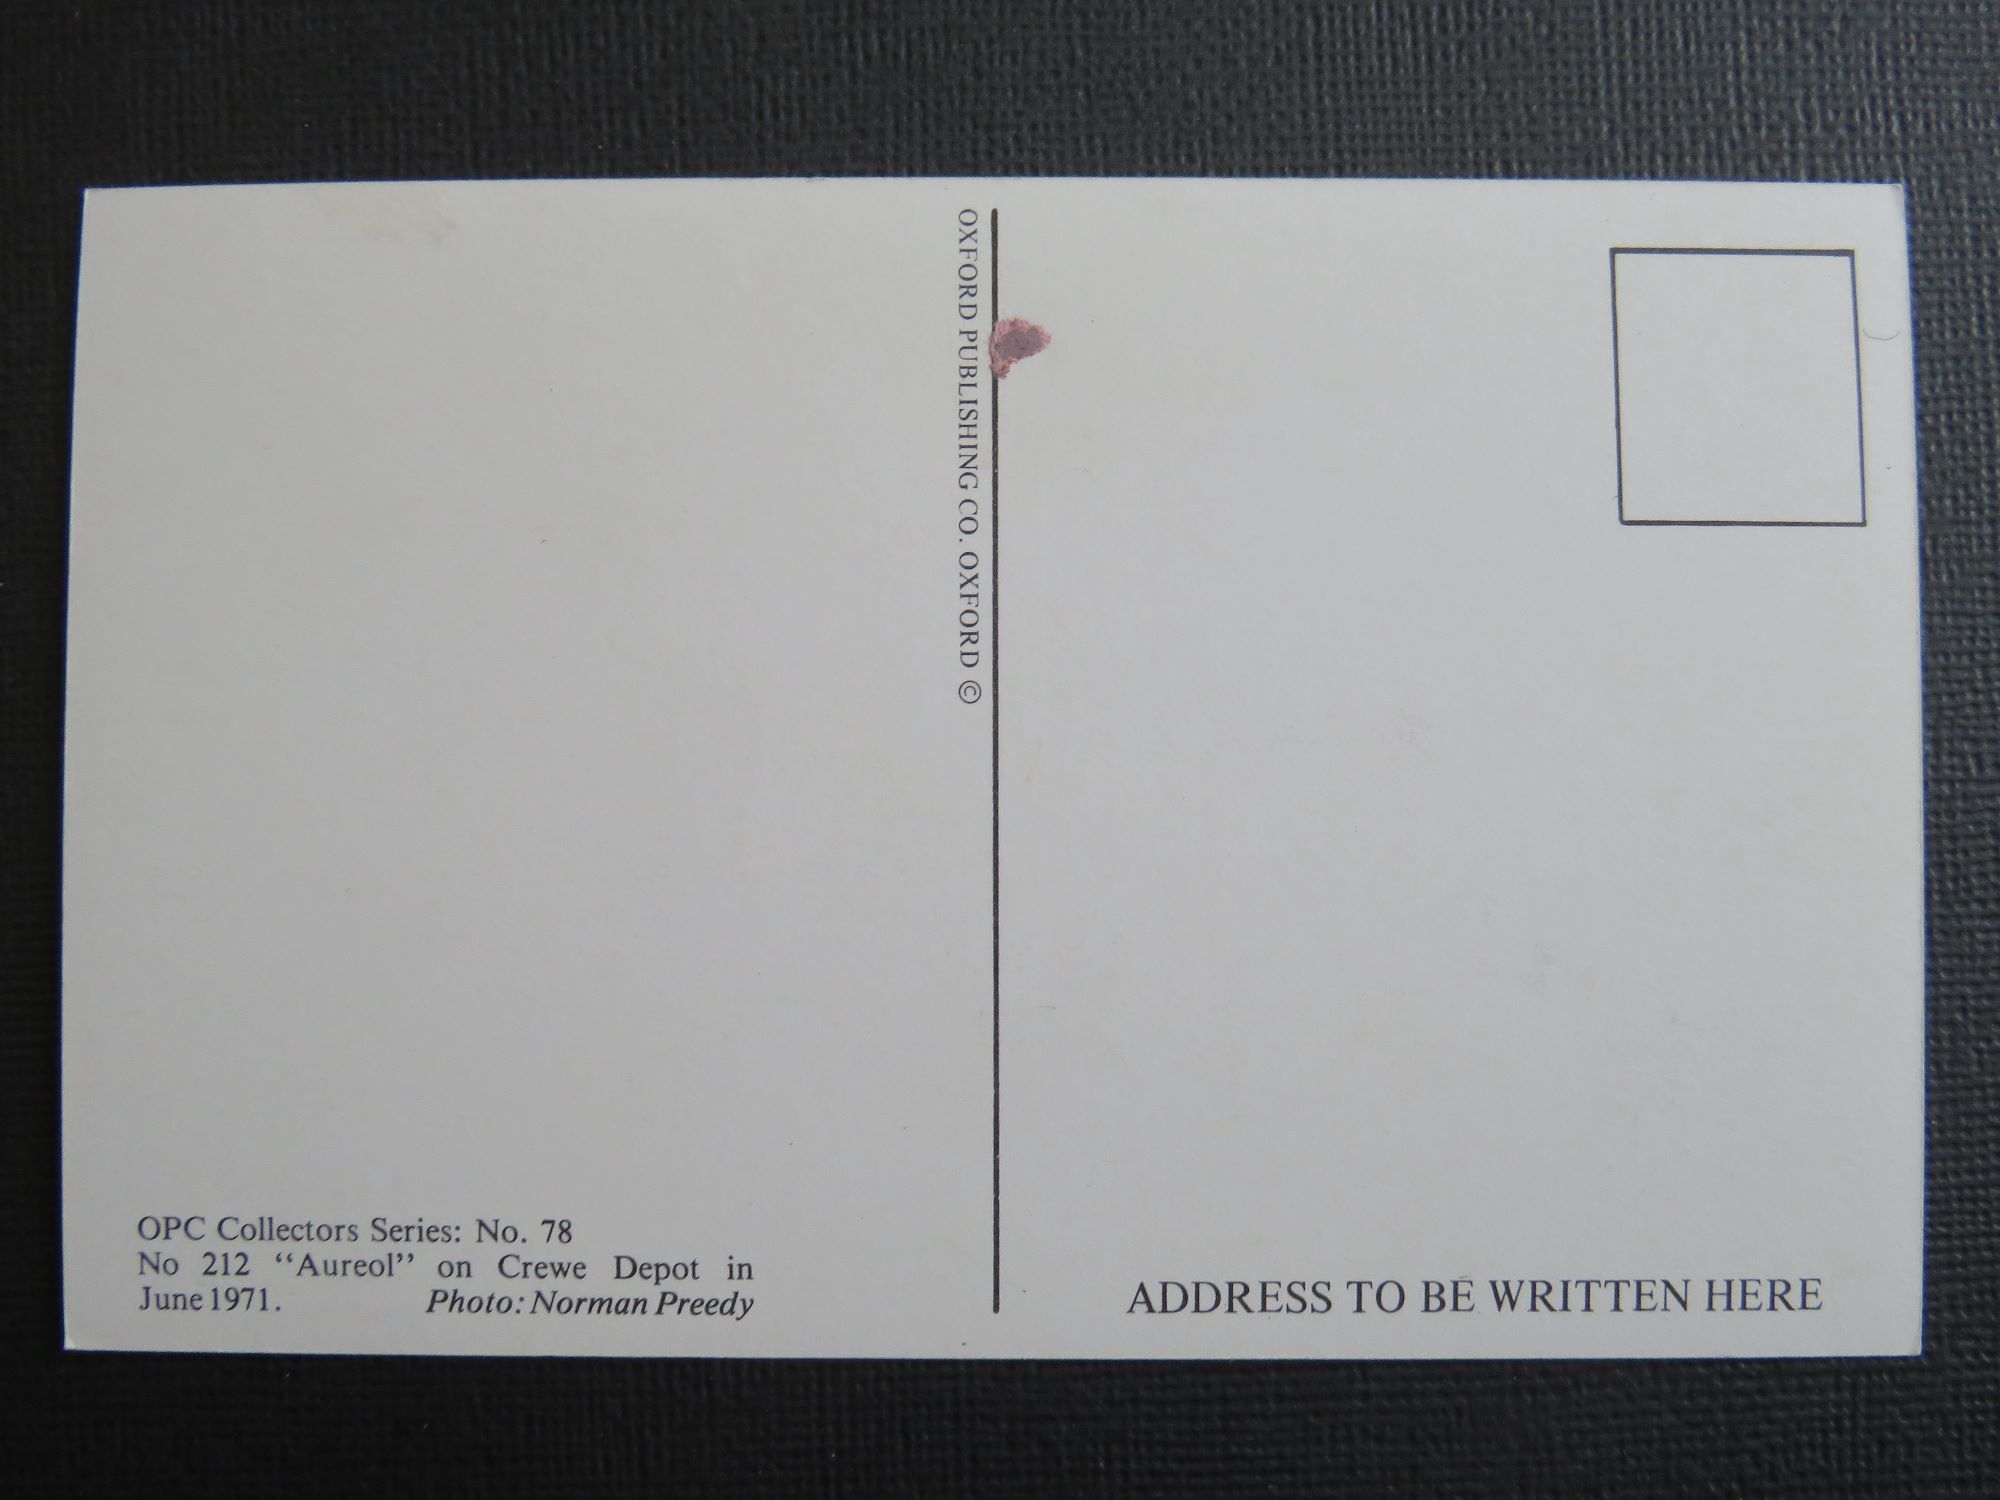 OXFORD PUBLISHING CO. OXFORD ©
OPC Collectors Series: No. 78
No 212 “Aureol” on Crewe Depot in
June 1971. Photo: Norman Preedy
ADDRESS TO BE WRITTEN HERE